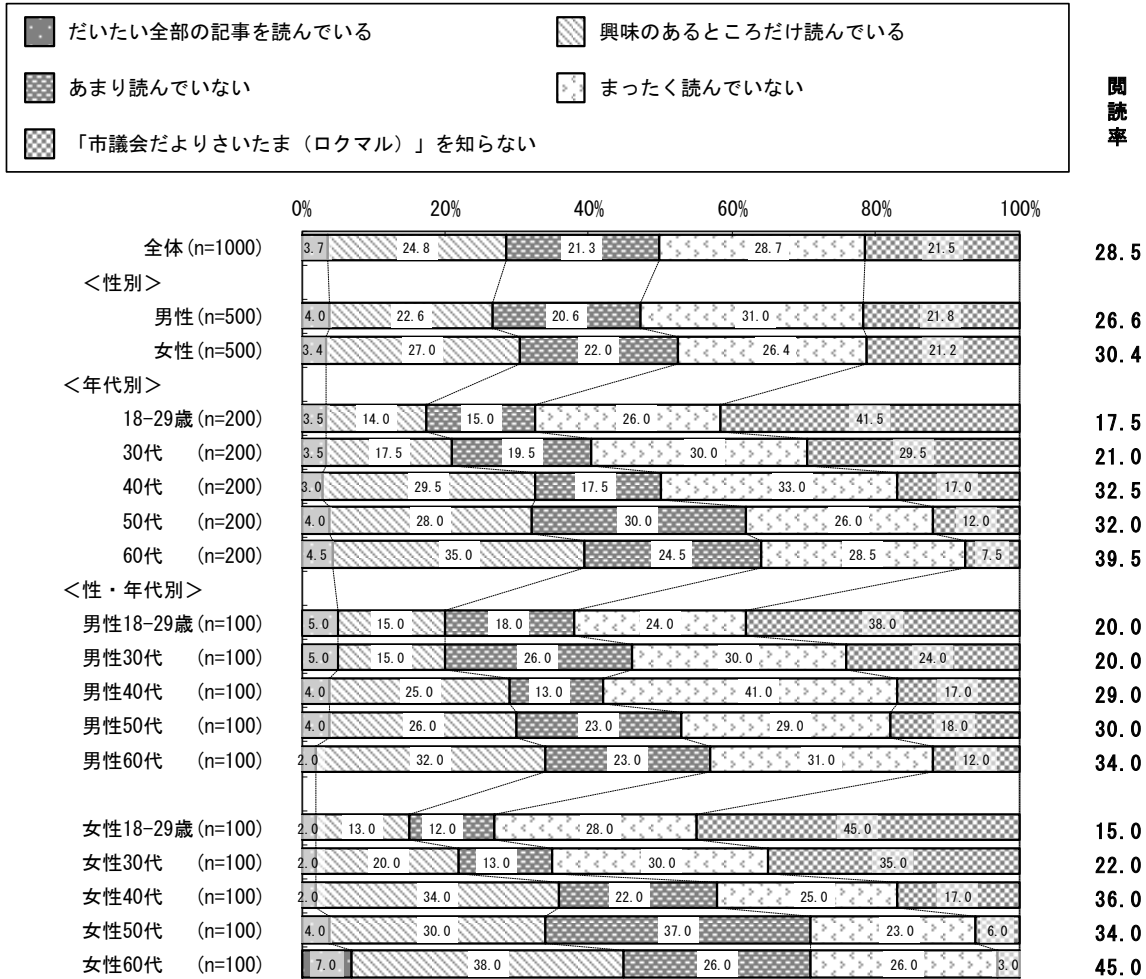 だいたい全部の記事を読んでいる 興味のあるところだけ読んでいる
あまり読んでいない まったく読んでいない
「市議会だよりさいたま（ロクマル）」を知らない
閲読率
0% 20% 40% 60% 80% 100%
全体(n=1000) 3.7 24.8 21.3 28.7 21.5 28.5
＜性別＞
男性(n=500) 4.0 22.6 20.6 31.0 21.8 26.6
女性(n=500) 3.4 27.0 22.0 26.4 21.2 30.4
＜年代別＞
18-29歳(n=200) 3.5 14.0 15.0 26.0 41.5 17.5
30代 (n=200) 3.5 17.5 19.5 30.0 29.5 21.0
40代 (n=200) 3.0 29.5 17.5 33.0 17.0 32.5
50代 (n=200) 4.0 28.0 30.0 26.0 12.0 32.0
60代 (n=200) 4.5 35.0 24.5 28.5 7.5 39.5
＜性・年代別＞
男性18-29歳(n=100) 5.0 15.0 18.0 24.0 38.0 20.0
男性30代 (n=100) 5.0 15.0 26.0 30.0 24.0 20.0
男性40代 (n=100) 4.0 25.0 13.0 41.0 17.0 29.0
男性50代 (n=100) 4.0 26.0 23.0 29.0 18.0 30.0
男性60代 (n=100) 2.0 32.0 23.0 31.0 12.0 34.0
女性18-29歳(n=100) 2.0 13.0 12.0 28.0 45.0 15.0
女性30代 (n=100) 2.0 20.0 13.0 30.0 35.0 22.0
女性40代 (n=100) 2.0 34.0 22.0 25.0 17.0 36.0
女性50代 (n=100) 4.0 30.0 37.0 23.0 6.0 34.0
女性60代 (n=100) 7.0 38.0 26.0 26.0 3.0 45.0